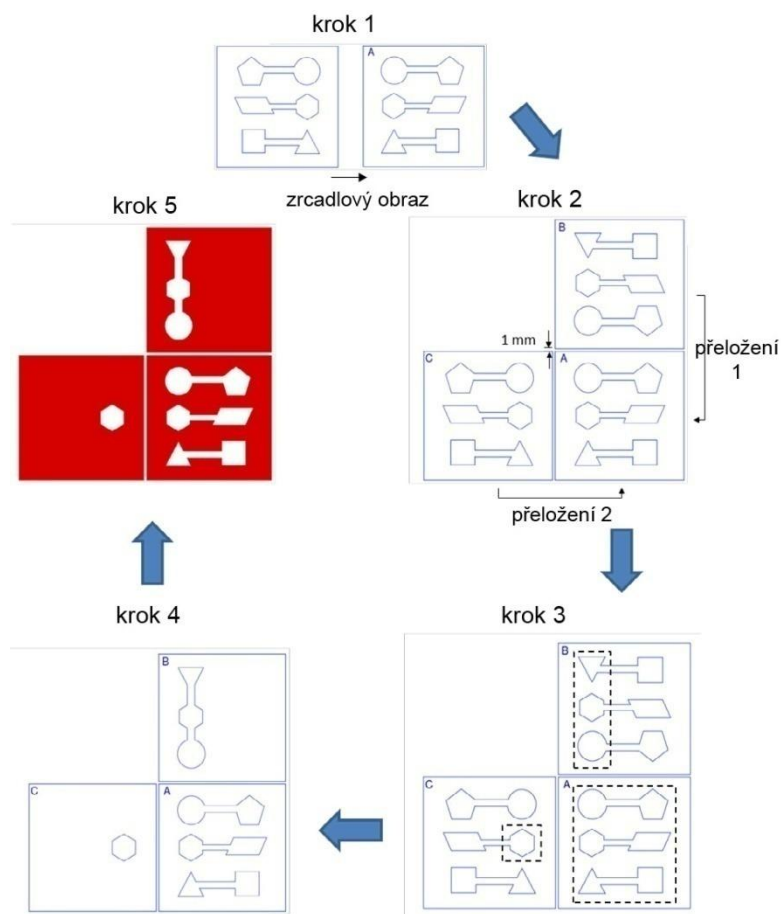 krok 1
A
zrcadlový obraz
krok 5
krok 2
B
1 mm
přeložení
1
C
A
přeložení 2
krok 4
krok 3
B
B
C
A
C
A